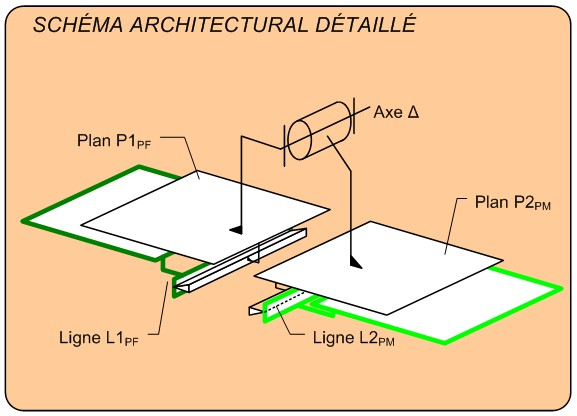 SCHÉMA ARCHITECTURAL DÉTAILLÉ
Axe Δ
Plan P1PF
Plan P2PM
Ligne L1PF
Ligne L2PM